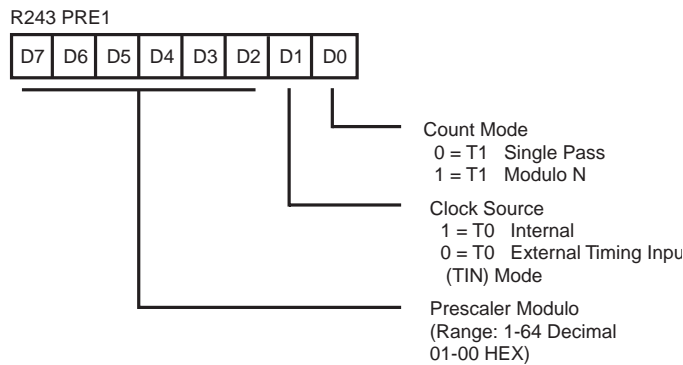 R243 PRE1
D7 D6 D5 D4 D3 D2 D1 D0
Count Mode
0 = T1 Single Pass
1 = T1 Modulo N
Clock Source
1 = T0 Internal
0 = T0 External Timing Inpu
(TIN) Mode
Prescaler Modulo
(Range: 1-64 Decimal
01-00 HEX)